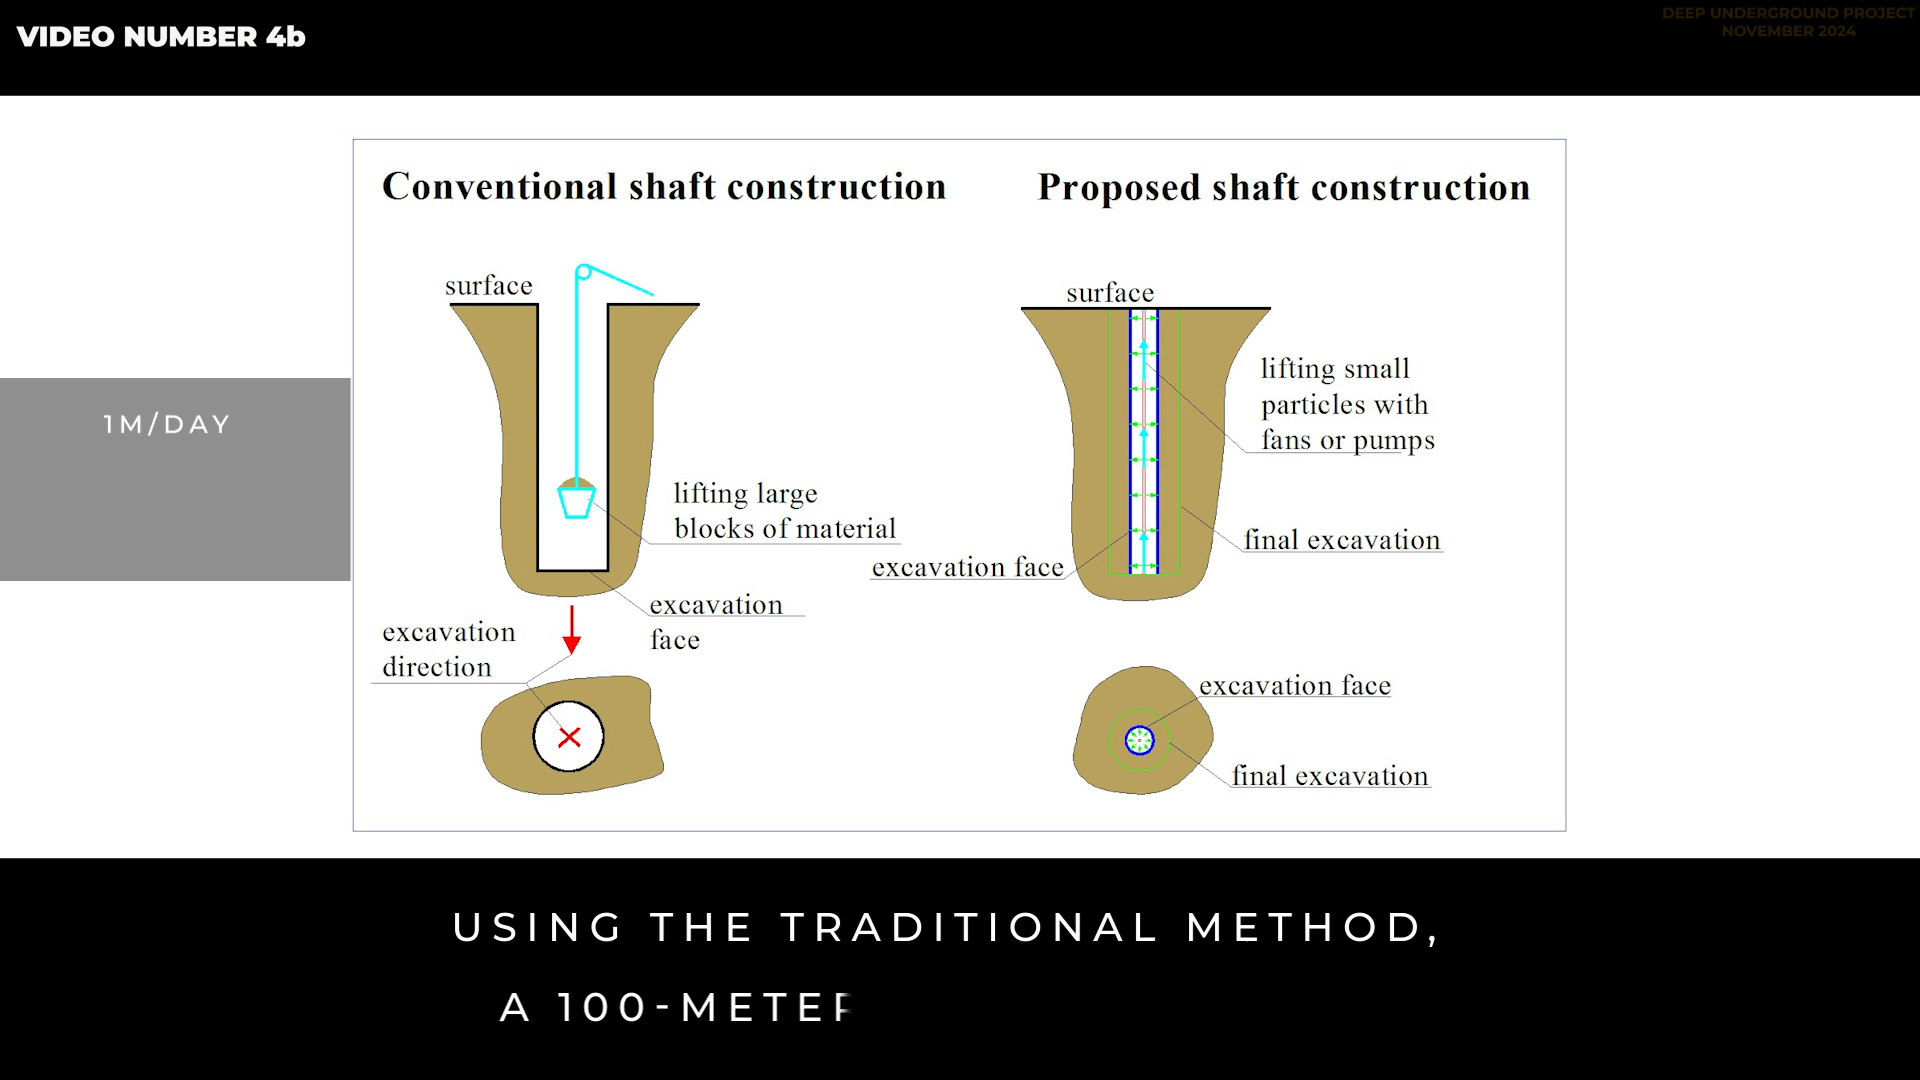 VIDEO NUMBER 4b
DEEP UNDERGROUND PROJECT
NOVEMBER 2024
Conventional shaft construction
Proposed shaft construction
surface
surface
lifting small
particles with
fans or pumps
1M/DAY
lifting large
blocks of material
final excavation
excavation face
excavation
face
excavation
direction
excavation face
final excavation
USING THE TRADITIONAL METHOD,
A 100-METER